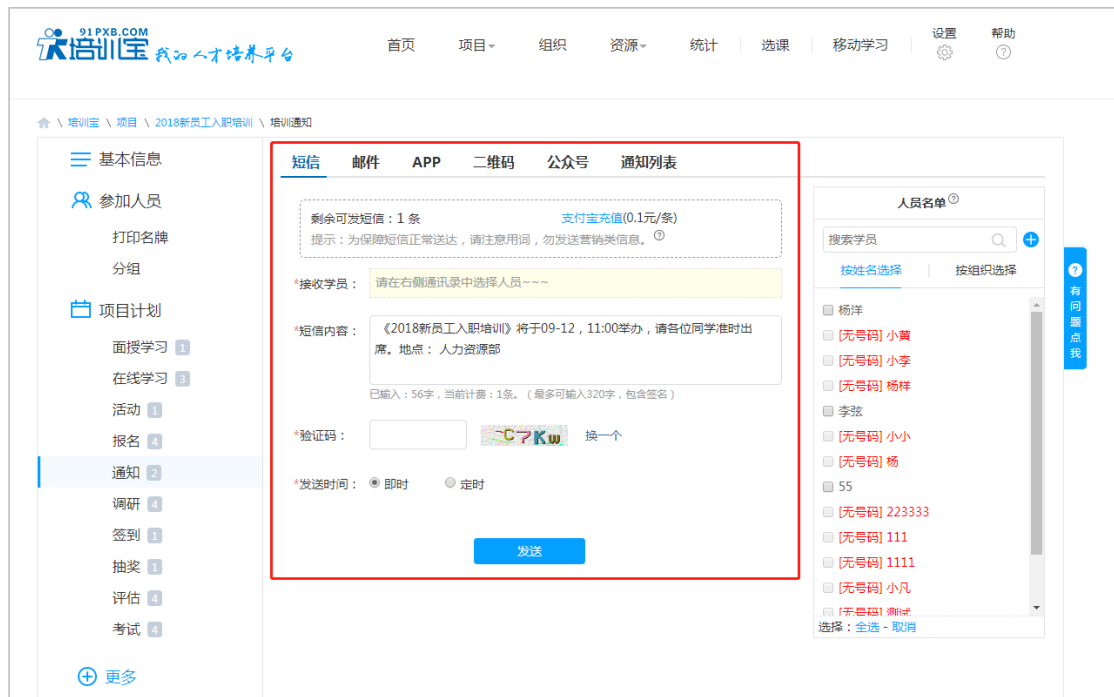 91PXB.COM
培训宝 我的人才培养平台
首页 项目 组织 资源 统计 选课 移动学习 设置 帮助
\ 培训宝 \ 项目 \ 2018新员工入职培训 \ 培训通知
基本信息
参加人员
打印名牌
分组
项目计划
面授学习 1
在线学习 3
活动 1
报名 4
通知 2
调研 4
签到 1
抽奖 1
评估 4
考试 4
更多
短信 邮件 APP 二维码 公众号 通知列表
剩余可发短信：1 条 支付宝充值(0.1元/条)
提示：为保障短信正常送达，请注意用词，勿发送营销类信息。
*接收学员： 请在右侧通讯录中选择人员~~~
*短信内容： 《2018新员工入职培训》将于09-12，11:00举办，请各位同学准时出
席。地点： 人力资源部
已输入：56字，当前计费：1条。（最多可输入320字，包含签名）
*验证码： C7Kw 换一个
*发送时间： 即时 定时
发送
人员名单
搜索学员
按姓名选择 按组织选择
杨洋
[无号码] 小黄
[无号码] 小李
[无号码] 杨样
李弦
[无号码] 小小
[无号码] 杨
55
[无号码] 223333
[无号码] 111
[无号码] 1111
[无号码] 小凡
[无号码] 测试
选择：全选 - 取消
有问题点我